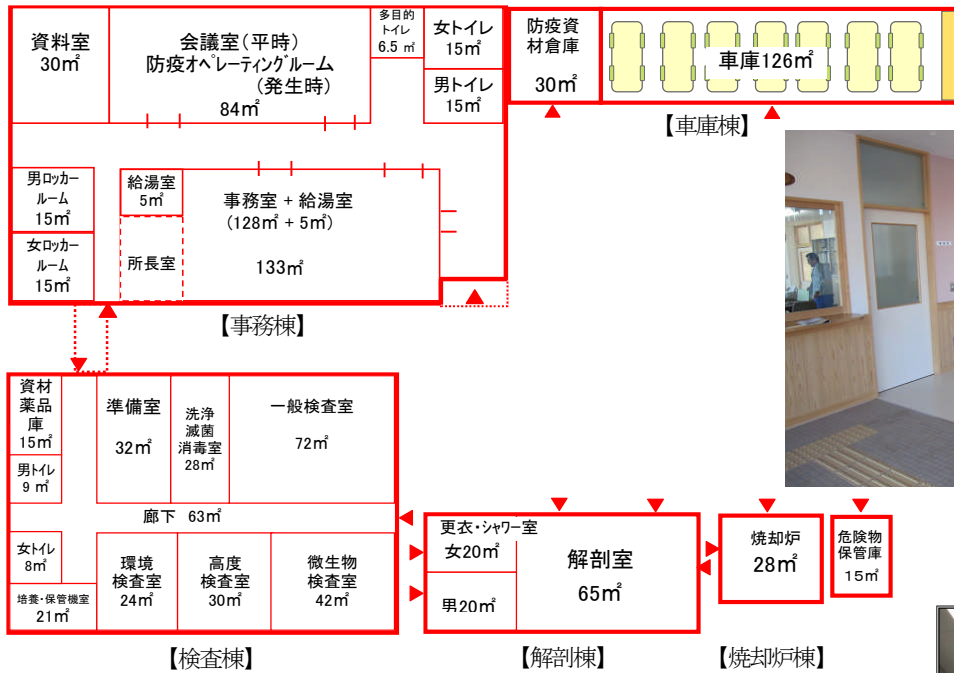 資料室
30㎡
会議室(平時)
防疫オペレーティングルーム
(発生時)
84㎡
多目的
トイレ
6.5 ㎡
女トイレ
15㎡
男トイレ
15㎡
防疫資
材倉庫
30㎡
車庫126㎡
【車庫棟】
男ロッカー
ルーム
15㎡
女ロッカー
ルーム
15㎡
給湯室
5㎡
所長室
事務室 + 給湯室
(128㎡ + 5㎡)
133㎡
【事務棟】
資材
薬品
庫
15㎡
男トイレ
9 ㎡
準備室
32㎡
洗浄
滅菌
消毒室
28㎡
一般検査室
72㎡
廊下 63㎡
女トイレ
8㎡
培養・保管機室
21㎡
環境
検査室
24㎡
高度
検査室
30㎡
微生物
検査室
42㎡
【検査棟】
更衣・シャワー室
女20㎡
男20㎡
解剖室
65㎡
【解剖棟】
焼却炉
28㎡
【焼却炉棟】
危険物
保管庫
15㎡